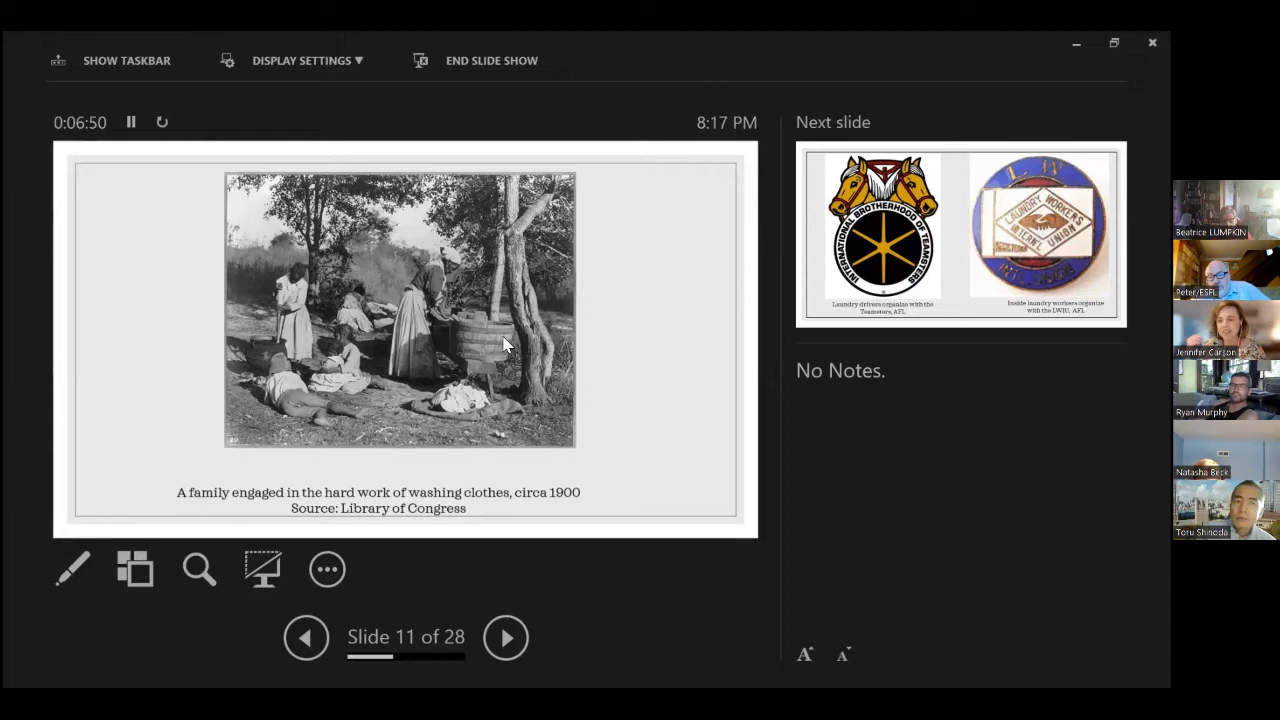 SHOW TASKBAR
DISPLAY SETTINGS ▼
END SLIDE SHOW
0:06:50
8:17 PM
A family engaged in the hard work of washing clothes, circa 1900
Source: Library of Congress
Slide 11 of 28
Next slide
INTERNATIONAL BROTHERHOOD OF TEAMSTERS
Laundry drivers organize with the
Teamsters, AFL
L. W.
LAUNDRY WORKERS
INTERN'L UNION
Inside laundry workers organize
with the LWIU, AFL
No Notes.
A A
Beatrice LUMPKIN
Peter/ESFL
Jennifer Carson
Ryan Murphy
Natasha Beck
Toru Shinoda